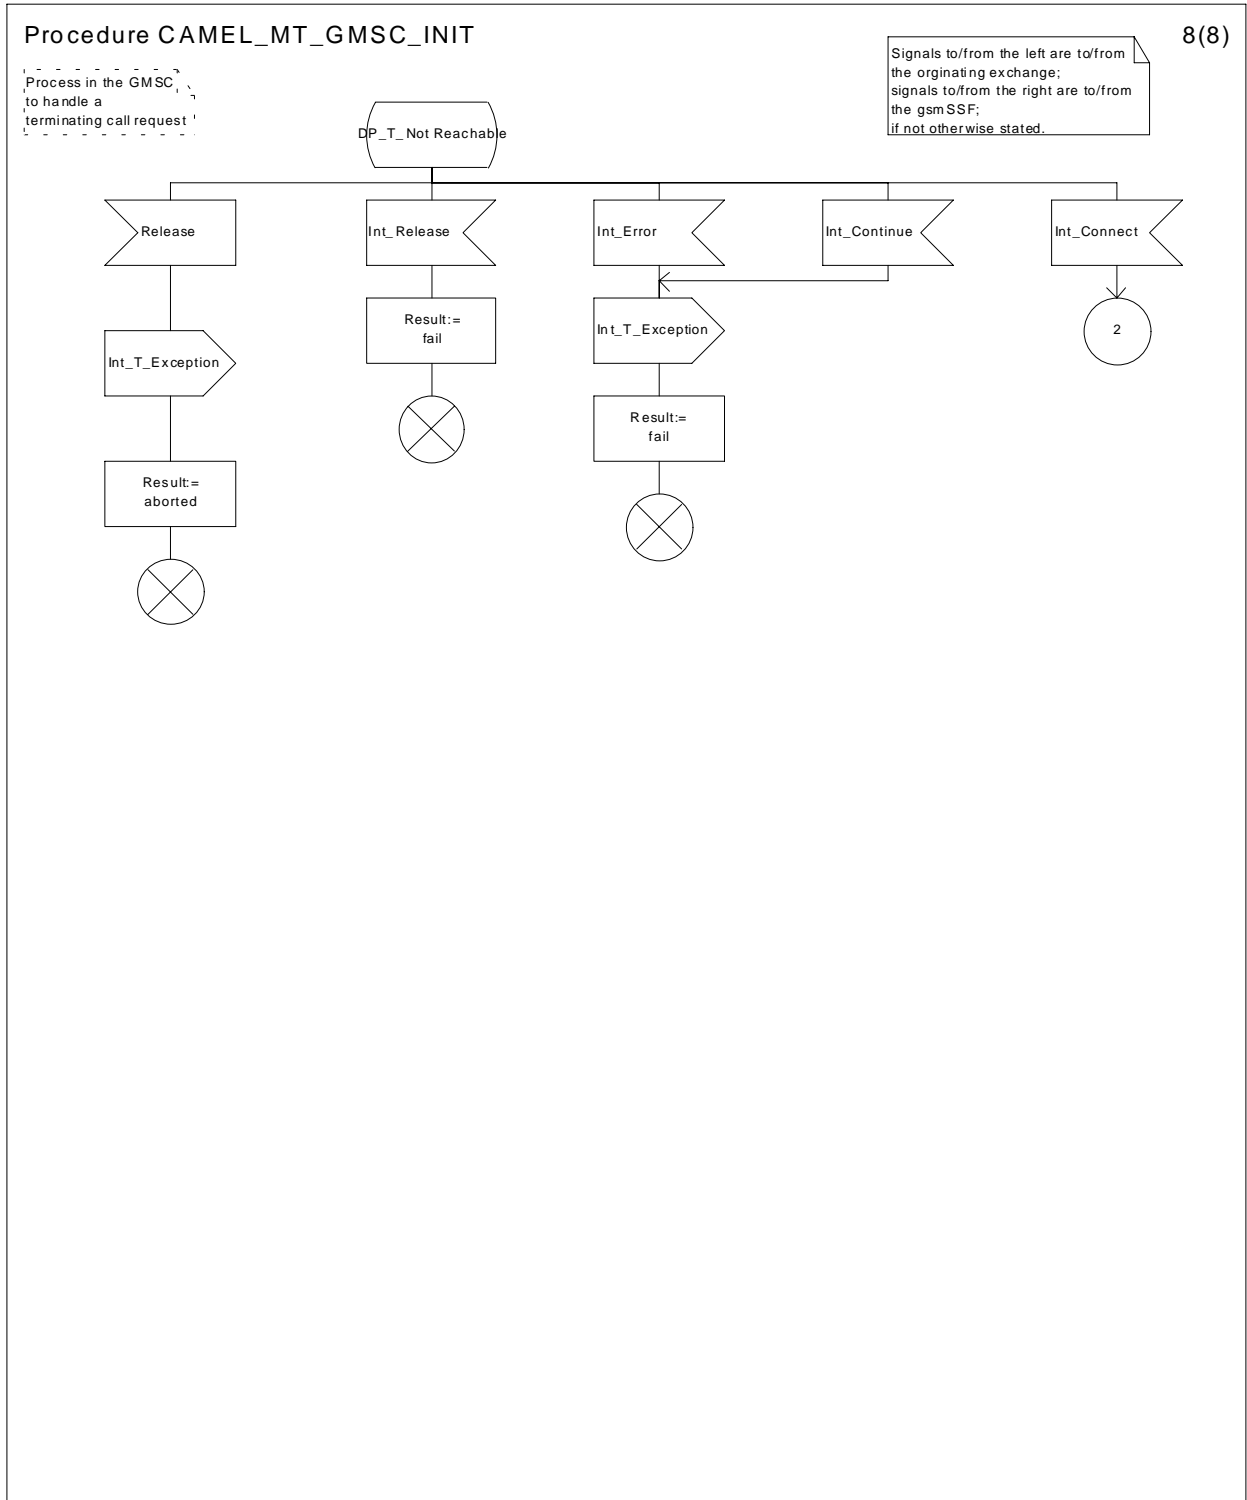 Procedure CAMEL_MT_GMSC_INIT
8(8)
Process in the GMSC
to handle a
terminating call request
Signals to/from the left are to/from
the orginating exchange;
signals to/from the right are to/from
the gsmSSF;
if not otherwise stated.
DP_T_Not Reachable
Release
Int_Release
Int_Error
Int_Continue
Int_Connect
Int_T_Exception
Result:=
aborted
Result:=
fail
Int_T_Exception
Result:=
fail
2